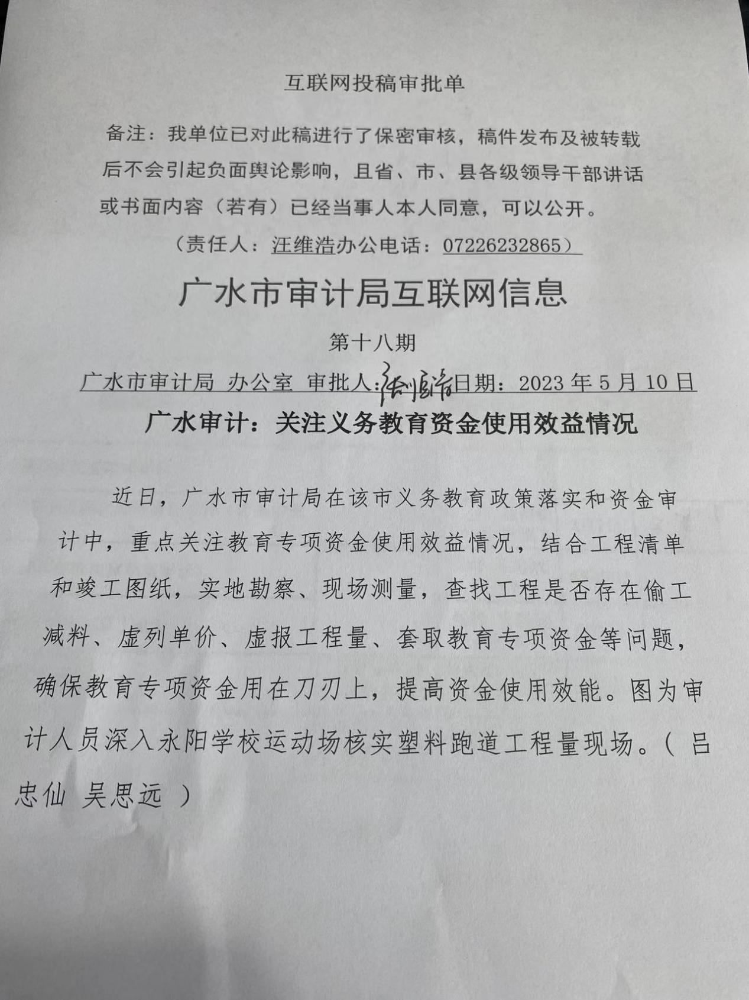 互联网投稿审批单
备注：我单位已对此稿进行了保密审核，稿件发布及被转载
后不会引起负面舆论影响，且省、市、县各级领导干部讲话
或书面内容（若有）已经当事人本人同意，可以公开。
（责任人：汪维浩办公电话：07226232865）
广水市审计局互联网信息
第十八期
广水市审计局 办公室 审批人： 日期：2023年5月10日
广水审计：关注义务教育资金使用效益情况
近日，广水市审计局在该市义务教育政策落实和资金审
计中，重点关注教育专项资金使用效益情况，结合工程清单
和竣工图纸，实地勘察、现场测量，查找工程是否存在偷工
减料、虚列单价、虚报工程量、套取教育专项资金等问题，
确保教育专项资金用在刀刃上，提高资金使用效能。图为审
计人员深入永阳学校运动场核实塑料跑道工程量现场。（ 吕
忠仙 吴思远 ）